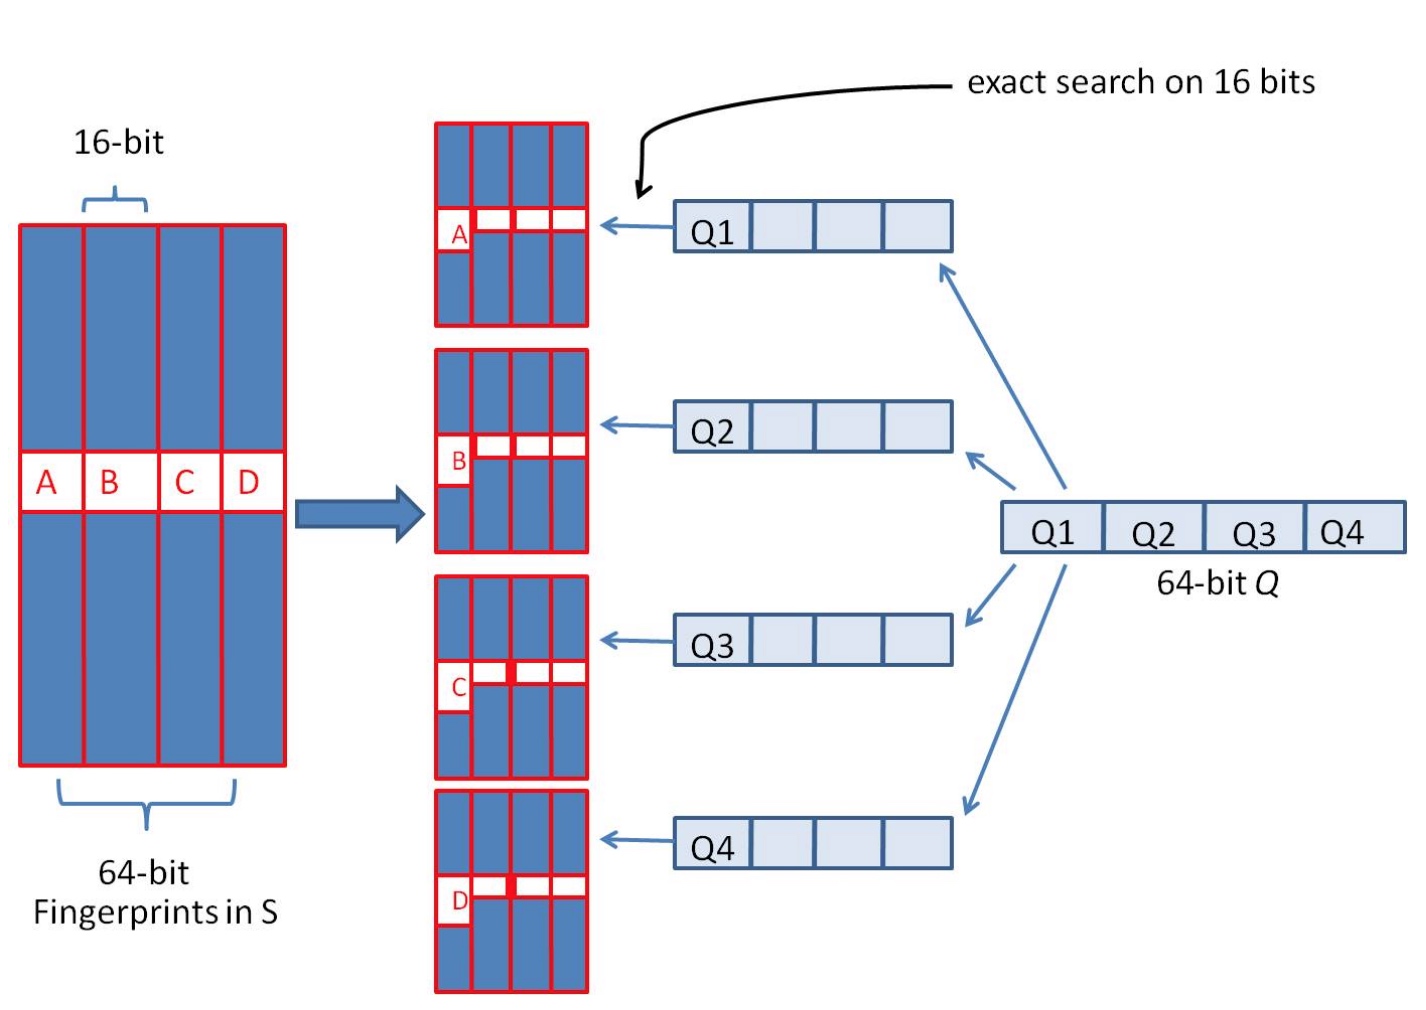 exact search on 16 bits
16-bit
A
Q1
B
Q2
A B C D
Q1 Q2 Q3 Q4
64-bit Q
C
Q3
D
Q4
64-bit
Fingerprints in S